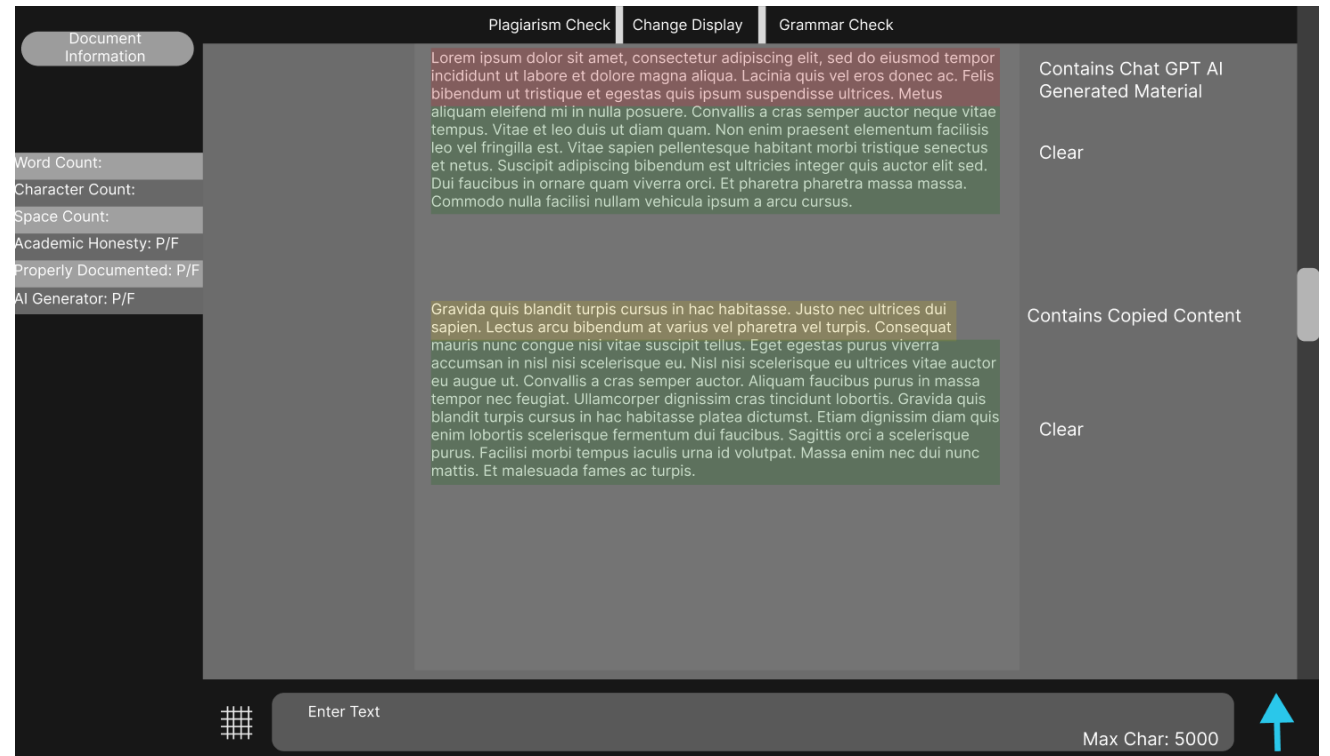 Plagiarism Check
Change Display
Grammar Check
Document
Information
Word Count:
Character Count:
Space Count:
Academic Honesty: P/F
Properly Documented: P/F
AI Generator: P/F
Lorem ipsum dolor sit amet, consectetur adipiscing elit, sed do eiusmod tempor
incididunt ut labore et dolore magna aliqua. Lacinia quis vel eros donec ac. Felis
bibendum ut tristique et egestas quis ipsum suspendisse ultrices. Metus
aliquam eleifend mi in nulla posuere. Convallis a cras semper auctor neque vitae
tempus. Vitae et leo duis ut diam quam. Non enim praesent elementum facilisis
leo vel fringilla est. Vitae sapien pellentesque habitant morbi tristique senectus
et netus. Suscipit adipiscing bibendum est ultricies integer quis auctor elit sed.
Dui faucibus in ornare quam viverra orci. Et pharetra pharetra massa massa.
Commodo nulla facilisi nullam vehicula ipsum a arcu cursus.
Contains Chat GPT AI
Generated Material
Clear
Gravida quis blandit turpis cursus in hac habitasse. Justo nec ultrices dui
sapien. Lectus arcu bibendum at varius vel pharetra vel turpis. Consequat
mauris nunc congue nisi vitae suscipit tellus. Eget egestas purus viverra
accumsan in nisl nisi scelerisque eu. Nisl nisi scelerisque eu ultrices vitae auctor
eu augue ut. Convallis a cras semper auctor. Aliquam faucibus purus in massa
tempor nec feugiat. Ullamcorper dignissim cras tincidunt lobortis. Gravida quis
blandit turpis cursus in hac habitasse platea dictumst. Etiam dignissim diam quis
enim lobortis scelerisque fermentum dui faucibus. Sagittis orci a scelerisque
purus. Facilisi morbi tempus iaculis urna id volutpat. Massa enim nec dui nunc
mattis. Et malesuada fames ac turpis.
Contains Copied Content
Clear
Enter Text
Max Char: 5000